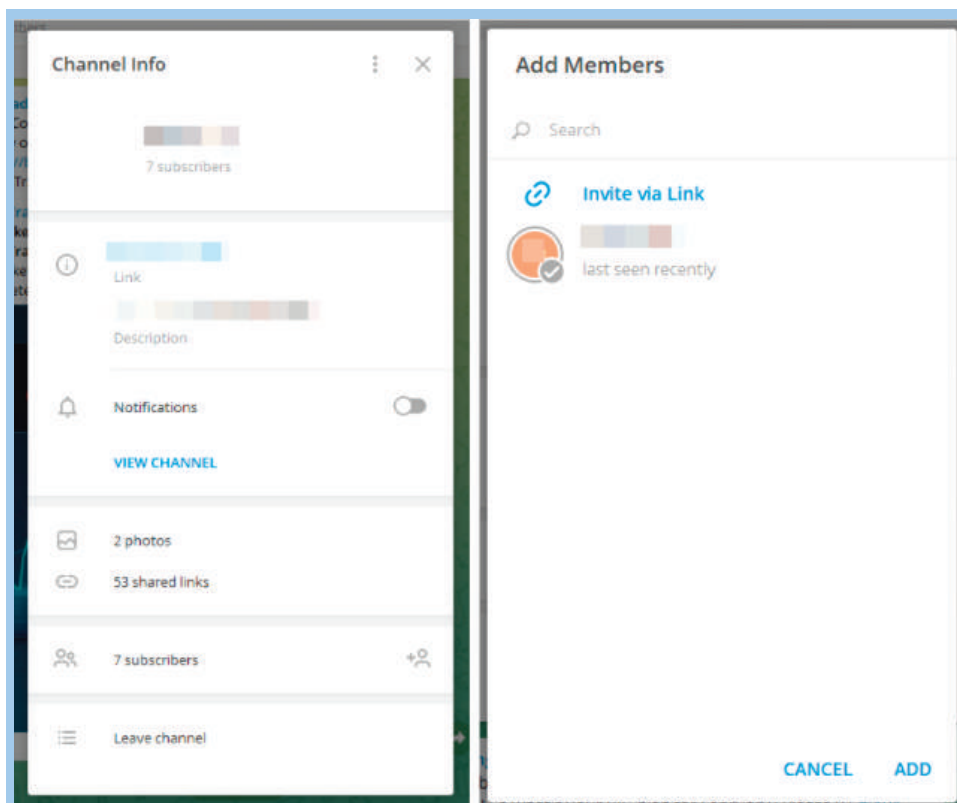 Channel Info
7 subscribers
Link
Description
Notifications
VIEW CHANNEL
2 photos
53 shared links
7 subscribers
Leave channel
Add Members
Search
Invite via Link
last seen recently
CANCEL
ADD